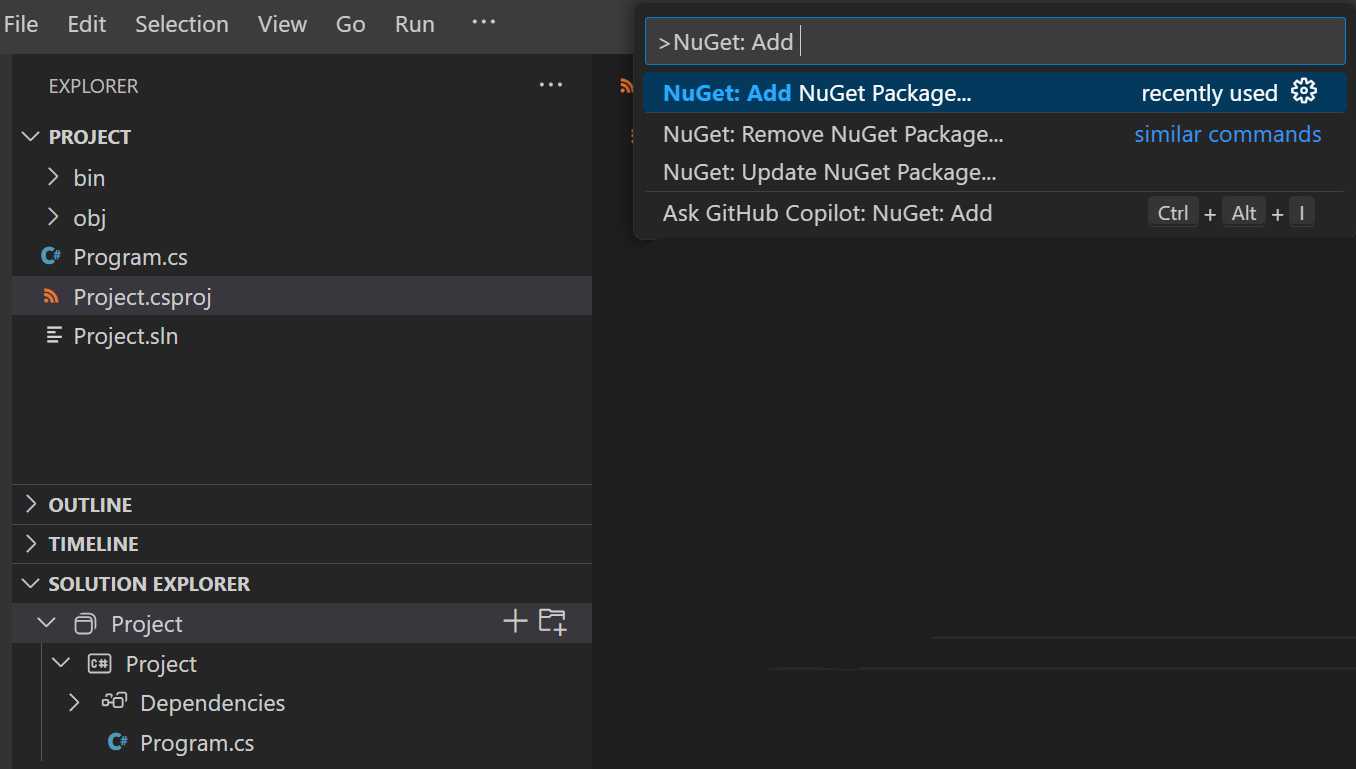 File Edit Selection View Go Run ...
>NuGet: Add
EXPLORER ...
NuGet: Add NuGet Package... recently used
PROJECT
NuGet: Remove NuGet Package... similar commands
bin
NuGet: Update NuGet Package...
obj
Ask GitHub Copilot: NuGet: Add Ctrl + Alt + I
C# Program.cs
Project.csproj
Project.sln
OUTLINE
TIMELINE
SOLUTION EXPLORER
Project
C# Project
Dependencies
C# Program.cs